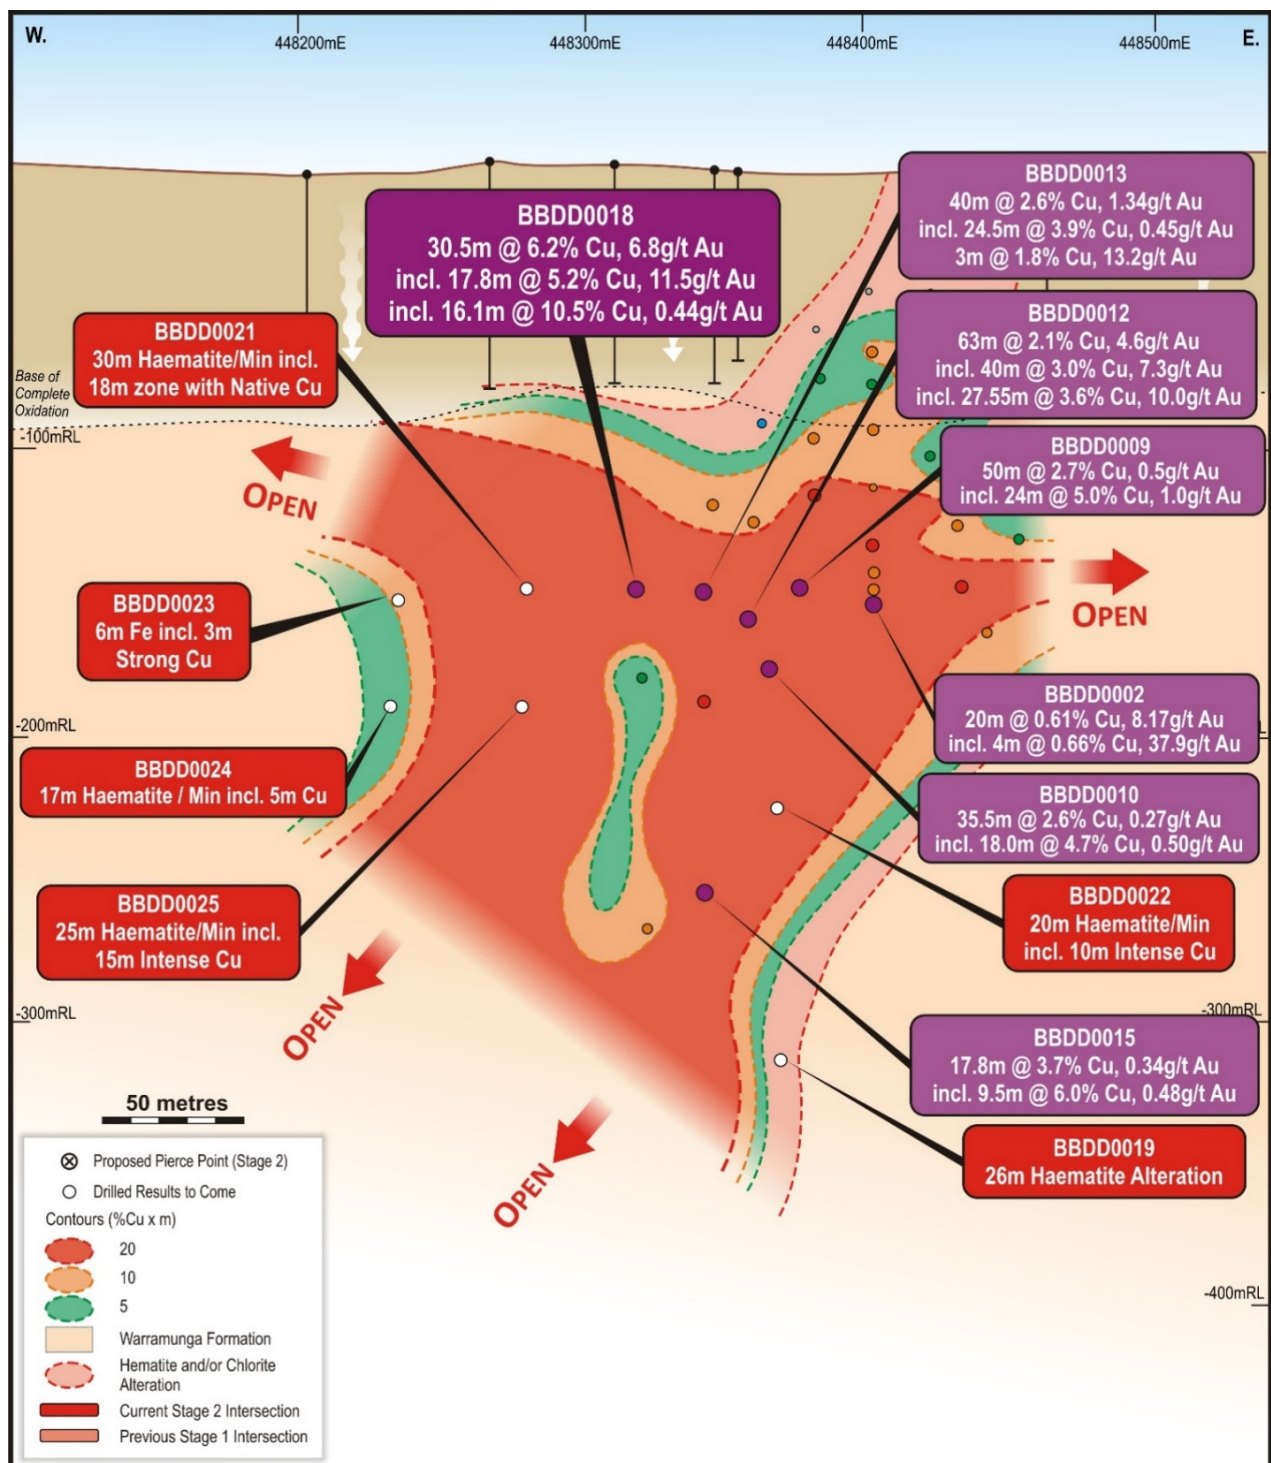 W.
448200mE
448300mE
448400mE
448500mE
E.
BBDD0018
30.5m @ 6.2% Cu, 6.8g/t Au
incl. 17.8m @ 5.2% Cu, 11.5g/t Au
incl. 16.1m @ 10.5% Cu, 0.44g/t Au
BBDD0013
40m @ 2.6% Cu, 1.34g/t Au
incl. 24.5m @ 3.9% Cu, 0.45g/t Au
3m @ 1.8% Cu, 13.2g/t Au
BBDD0021
30m Haematite/Min incl.
18m zone with Native Cu
BBDD0012
63m @ 2.1% Cu, 4.6g/t Au
incl. 40m @ 3.0% Cu, 7.3g/t Au
incl. 27.55m @ 3.6% Cu, 10.0g/t Au
Base of
Complete
Oxidation
-100mRL
BBDD0009
50m @ 2.7% Cu, 0.5g/t Au
incl. 24m @ 5.0% Cu, 1.0g/t Au
OPEN
OPEN
BBDD0023
6m Fe incl. 3m
Strong Cu
BBDD0002
20m @ 0.61% Cu, 8.17g/t Au
incl. 4m @ 0.66% Cu, 37.9g/t Au
-200mRL
BBDD0024
17m Haematite / Min incl. 5m Cu
BBDD0010
35.5m @ 2.6% Cu, 0.27g/t Au
incl. 18.0m @ 4.7% Cu, 0.50g/t Au
BBDD0025
25m Haematite/Min incl.
15m Intense Cu
BBDD0022
20m Haematite/Min
incl. 10m Intense Cu
OPEN
-300mRL
-300mRL
BBDD0015
17.8m @ 3.7% Cu, 0.34g/t Au
incl. 9.5m @ 6.0% Cu, 0.48g/t Au
OPEN
BBDD0019
26m Haematite Alteration
-400mRL
50 metres
Proposed Pierce Point (Stage 2)
Drilled Results to Come
Contours (%Cu x m)
20
10
5
Warramunga Formation
Hematite and/or Chlorite
Alteration
Current Stage 2 Intersection
Previous Stage 1 Intersection